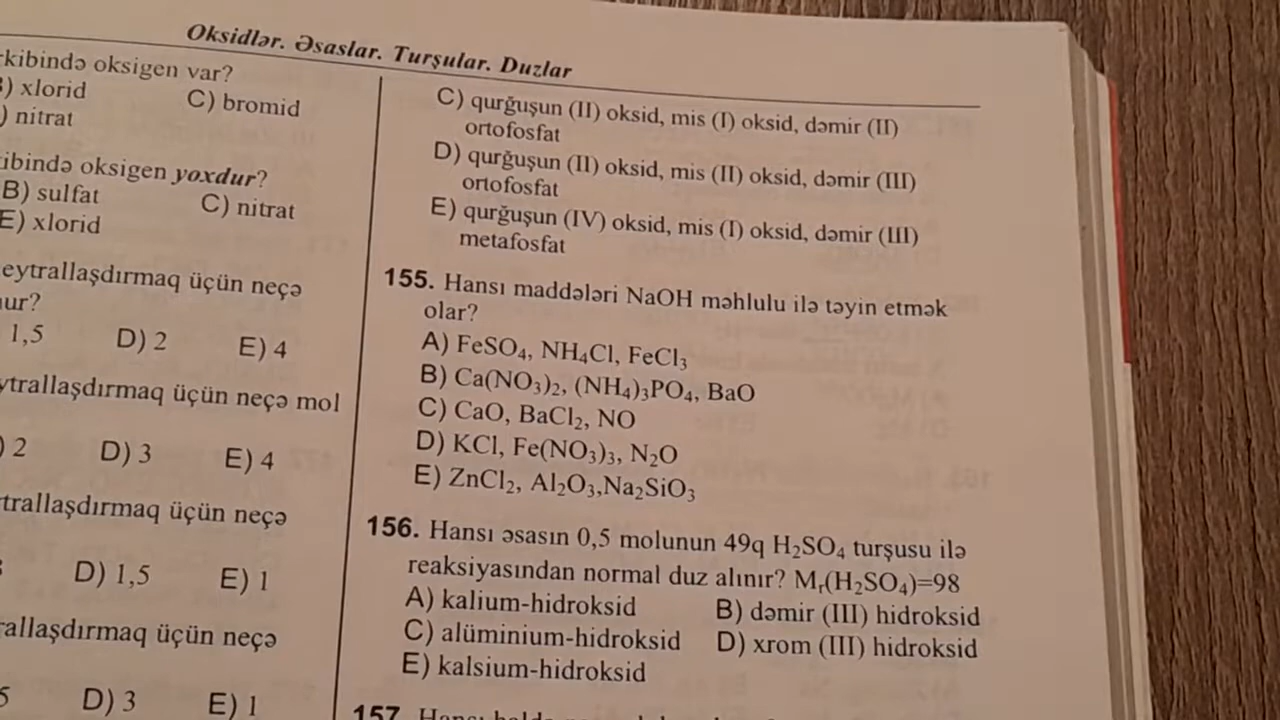 Oksidlər. Əsaslar. Turşular. Duzlar
kibində oksigen var?
) xlorid C) bromid
) nitrat
ibində oksigen yoxdur?
B) sulfat C) nitrat
E) xlorid
eytrallaşdırmaq üçün neçə
ur?
1,5 D) 2 E) 4
trallaşdırmaq üçün neçə mol
) 2 D) 3 E) 4
trallaşdırmaq üçün neçə
D) 1,5 E) 1
allaşdırmaq üçün neçə
5 D) 3 E) 1
C) qurğuşun (II) oksid, mis (I) oksid, dəmir (II)
ortofosfat
D) qurğuşun (II) oksid, mis (II) oksid, dəmir (III)
ortofosfat
E) qurğuşun (IV) oksid, mis (I) oksid, dəmir (III)
metafosfat
155. Hansı maddələri NaOH məhlulu ilə təyin etmək
olar?
A) FeSO₄, NH₄Cl, FeCl₃
B) Ca(NO₃)₂, (NH₄)₃PO₄, BaO
C) CaO, BaCl₂, NO
D) KCl, Fe(NO₃)₃, N₂O
E) ZnCl₂, Al₂O₃,Na₂SiO₃
156. Hansı əsasın 0,5 molunun 49q H₂SO₄ turşusu ilə
reaksiyasından normal duz alınır? Mᵣ(H₂SO₄)=98
A) kalium-hidroksid B) dəmir (III) hidroksid
C) alüminium-hidroksid D) xrom (III) hidroksid
E) kalsium-hidroksid
157. Hansı